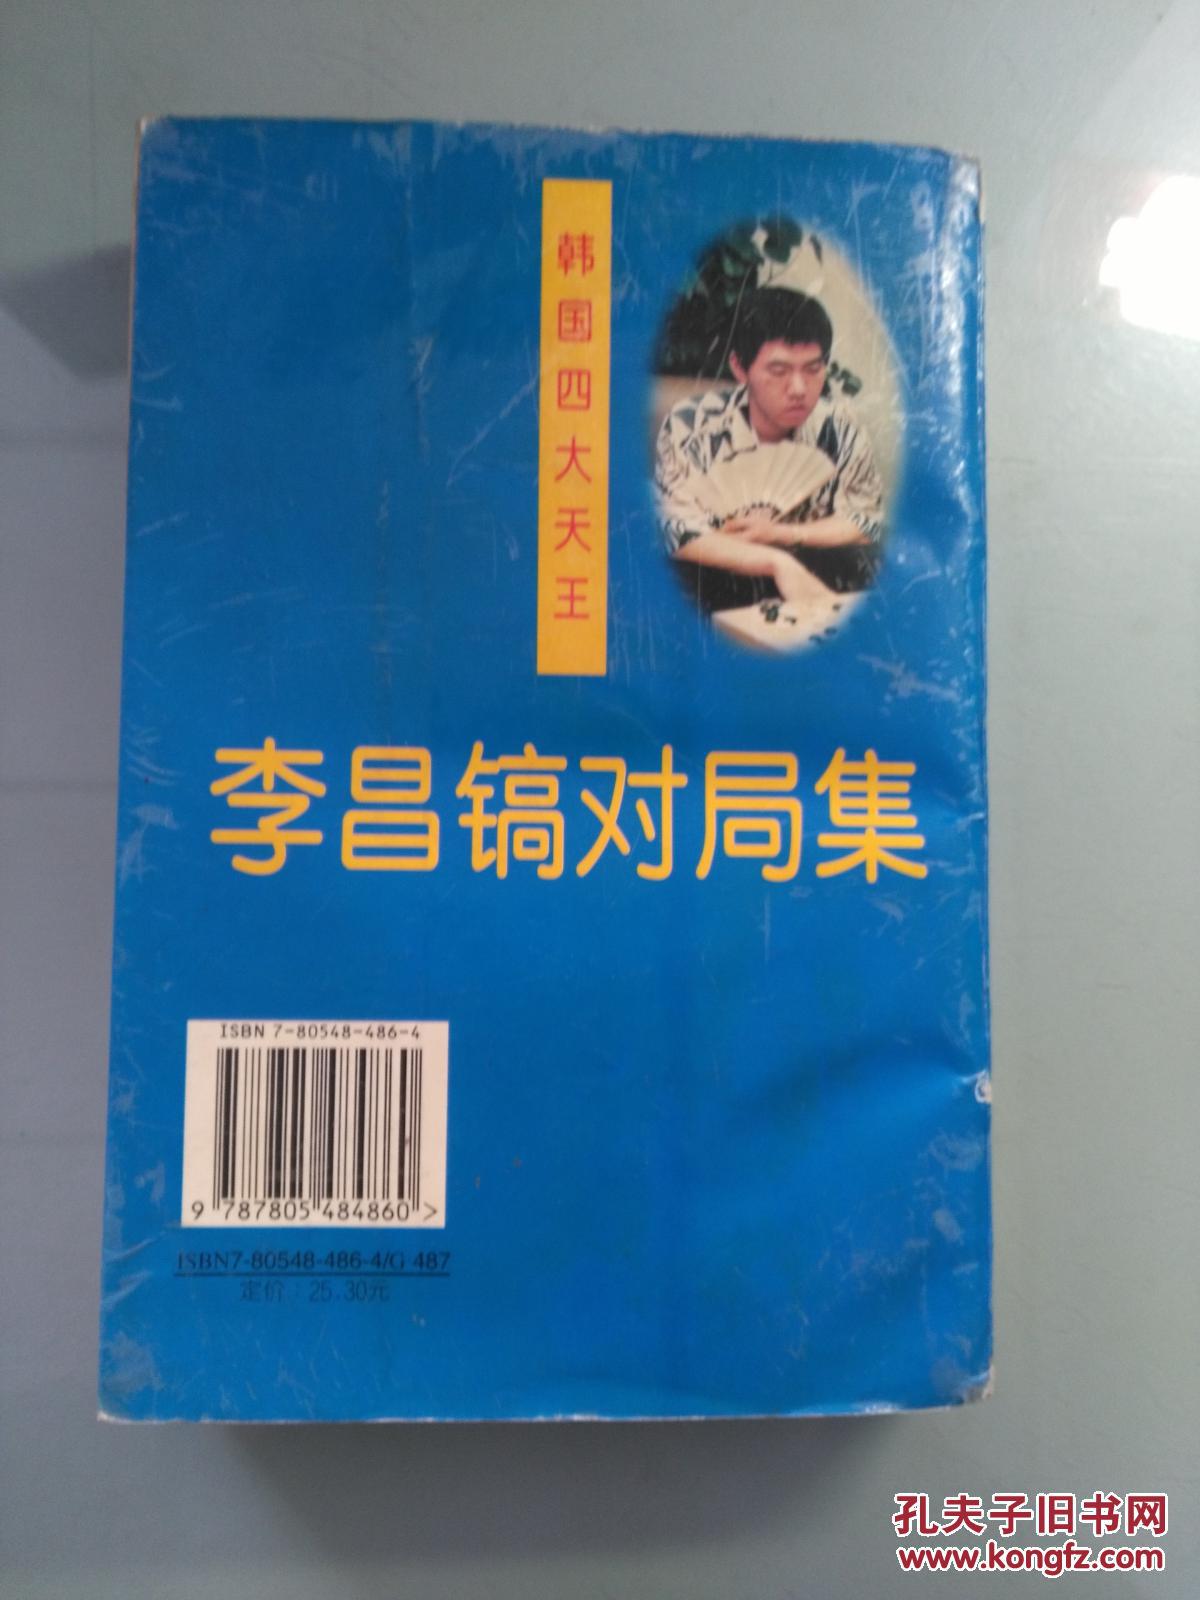 韩国四大天王
李昌镐对局集
ISBN 7-80548-486-4
9 787805 484860 >
ISBN7-80548-486-4/G·487
定价：25.30元
孔夫子旧书网
www.kongfz.com